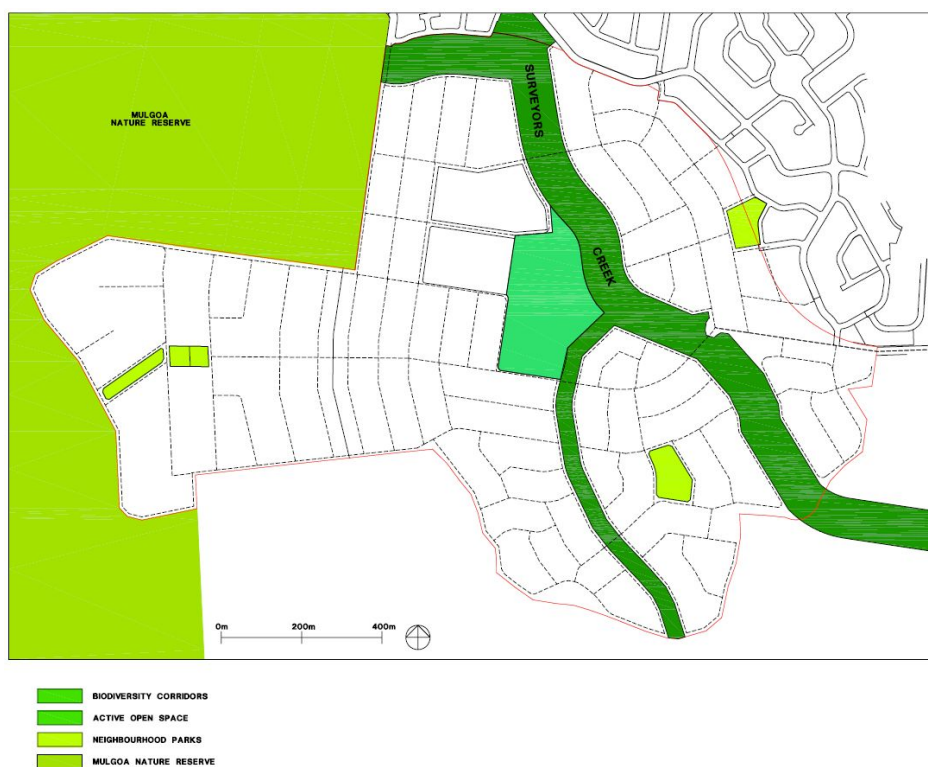 MULGOA
NATURE RESERVE
SURVEYORS
CREEK
0m 200m 400m
BIODIVERSITY CORRIDORS
ACTIVE OPEN SPACE
NEIGHBOURHOOD PARKS
MULGOA NATURE RESERVE